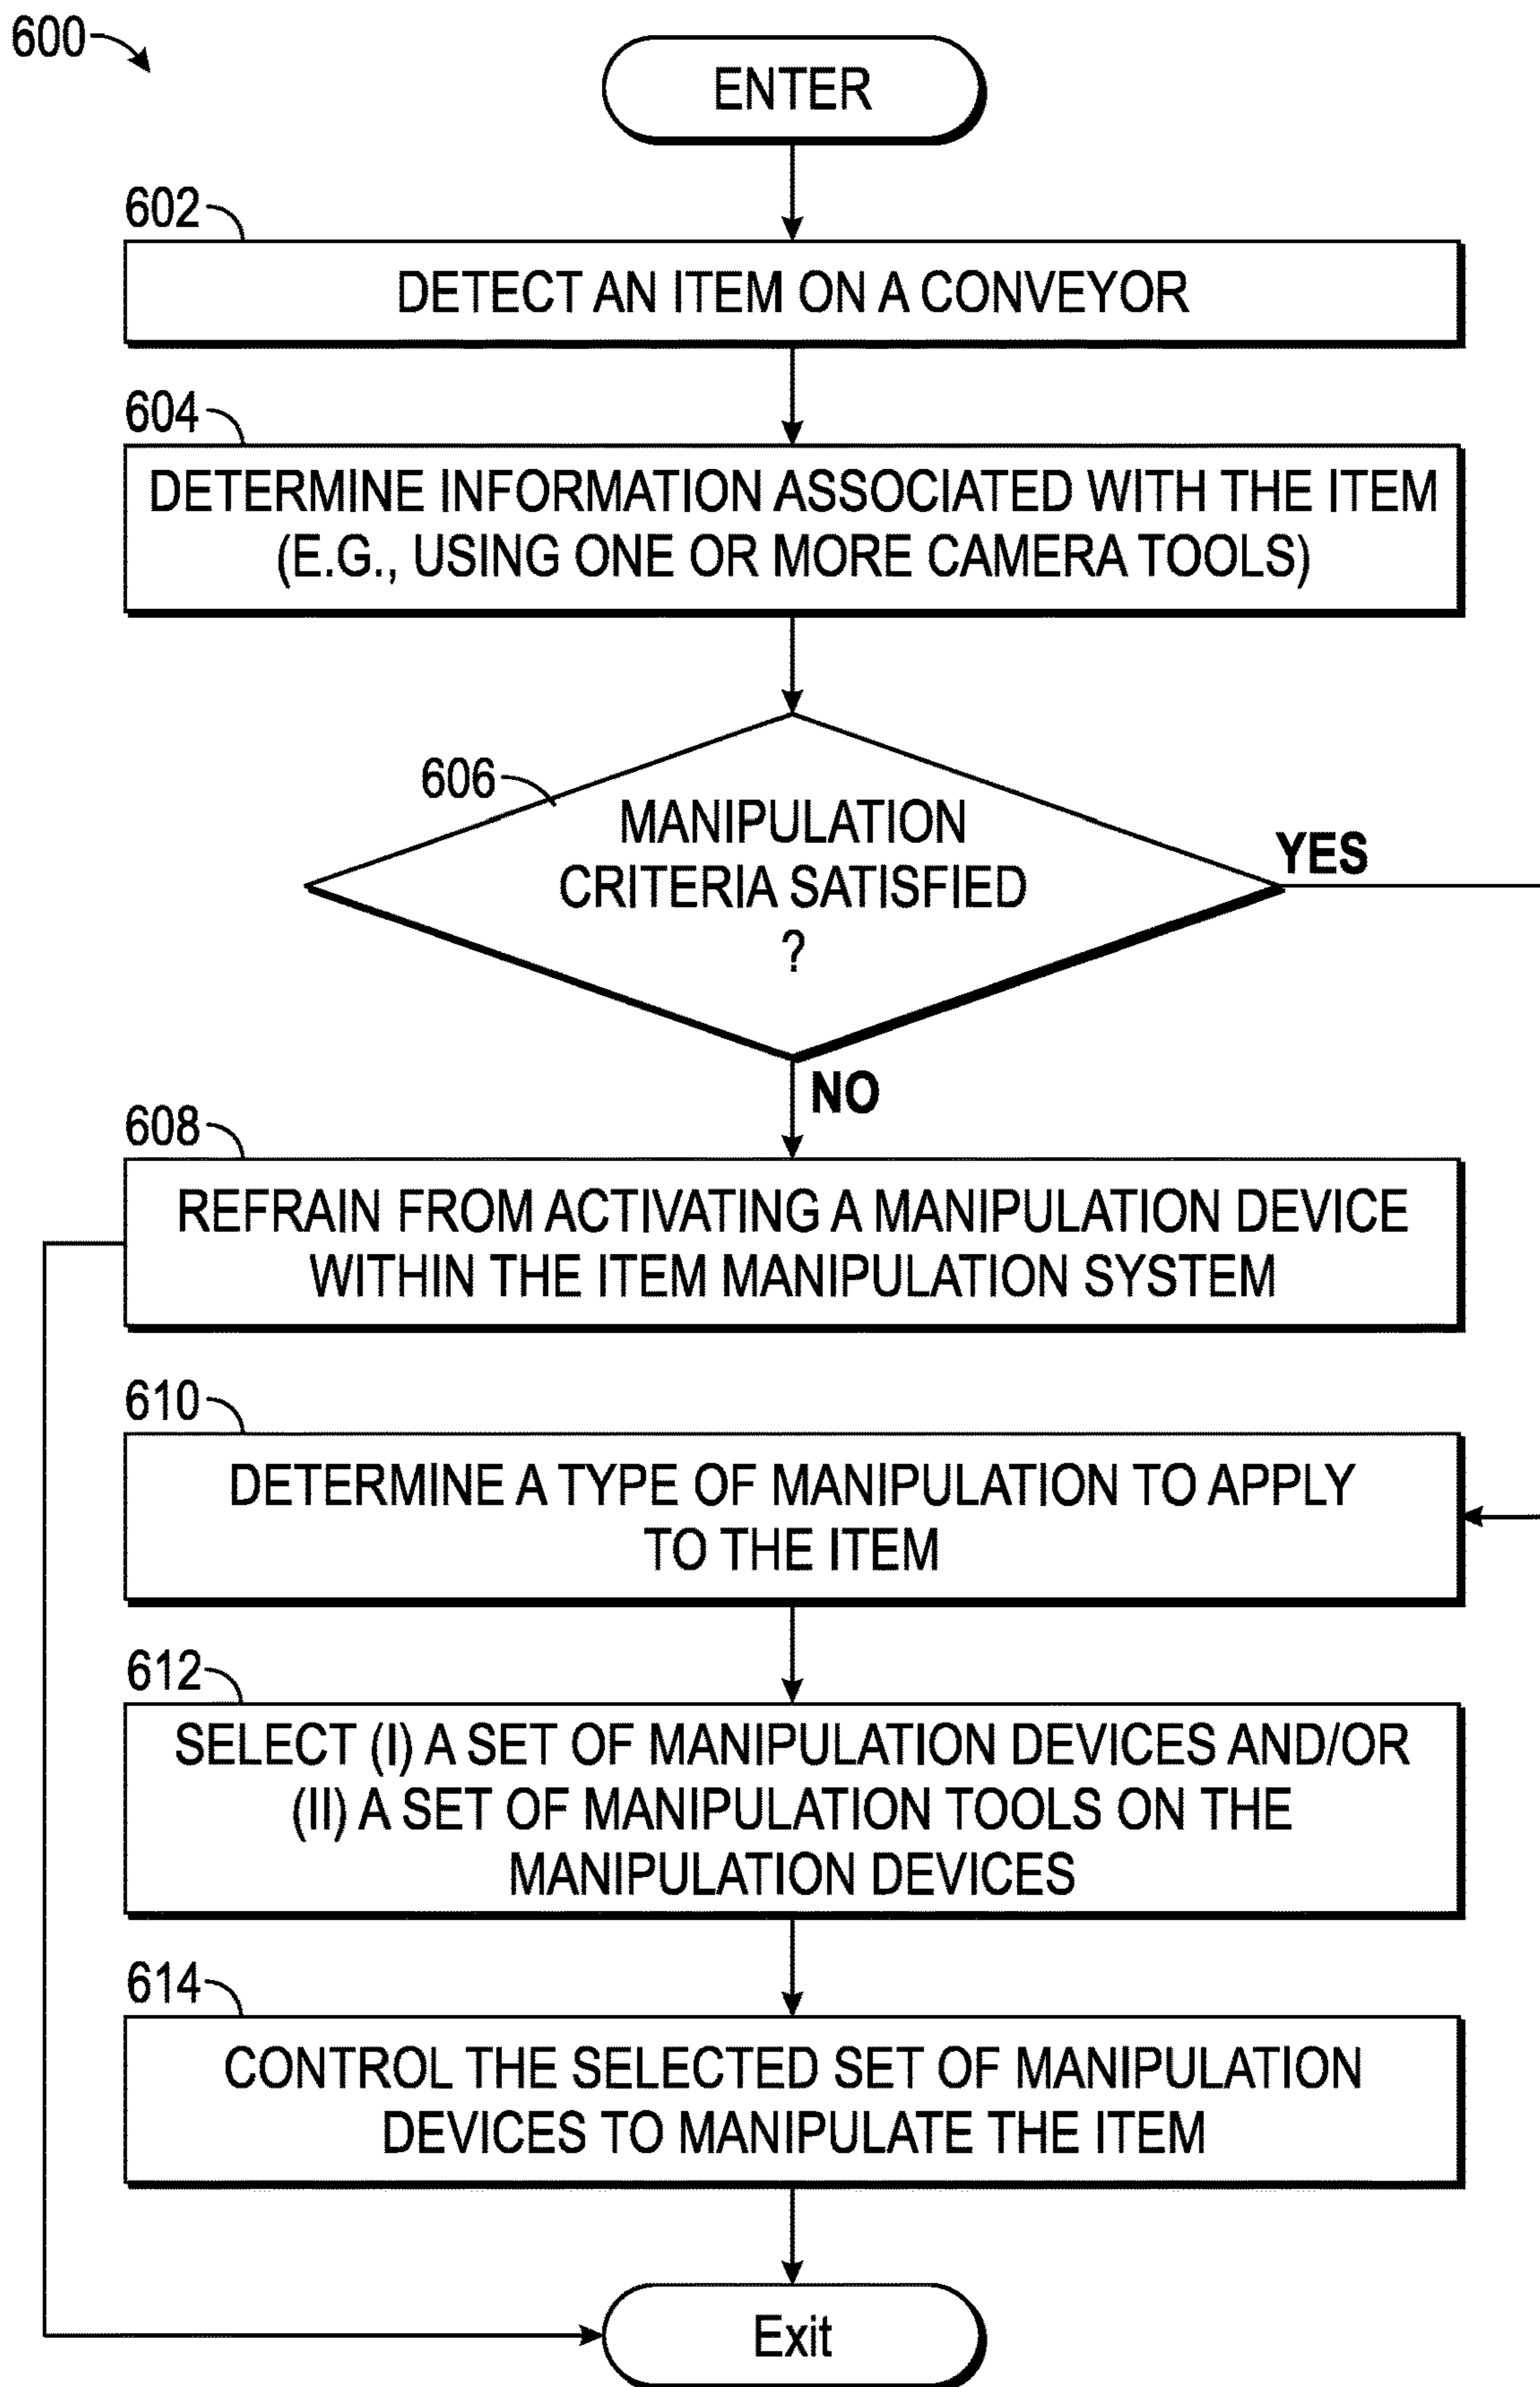 600
ENTER
602
DETECT AN ITEM ON A CONVEYOR
604
DETERMINE INFORMATION ASSOCIATED WITH THE ITEM
(E.G., USING ONE OR MORE CAMERA TOOLS)
606
MANIPULATION
CRITERIA SATISFIED
?
YES
NO
608
REFRAIN FROM ACTIVATING A MANIPULATION DEVICE
WITHIN THE ITEM MANIPULATION SYSTEM
610
DETERMINE A TYPE OF MANIPULATION TO APPLY
TO THE ITEM
612
SELECT (I) A SET OF MANIPULATION DEVICES AND/OR
(II) A SET OF MANIPULATION TOOLS ON THE
MANIPULATION DEVICES
614
CONTROL THE SELECTED SET OF MANIPULATION
DEVICES TO MANIPULATE THE ITEM
Exit